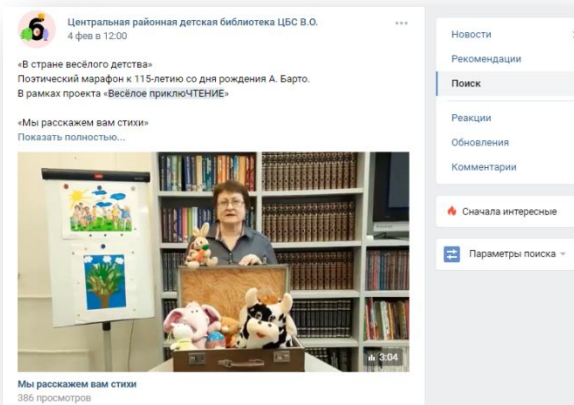 Центральная районная детская библиотека ЦБС В.О.
4 фев в 12:00
«В стране весёлого детства»
Поэтический марафон к 115-летию со дня рождения А. Барто.
В рамках проекта «Весёлое приклюЧТЕНИЕ»
«Мы расскажем вам стихи»
Показать полностью...
3:04
Мы расскажем вам стихи
386 просмотров
Новости
Рекомендации
Поиск
Реакции
Обновления
Комментарии
Сначала интересные
Параметры поиска